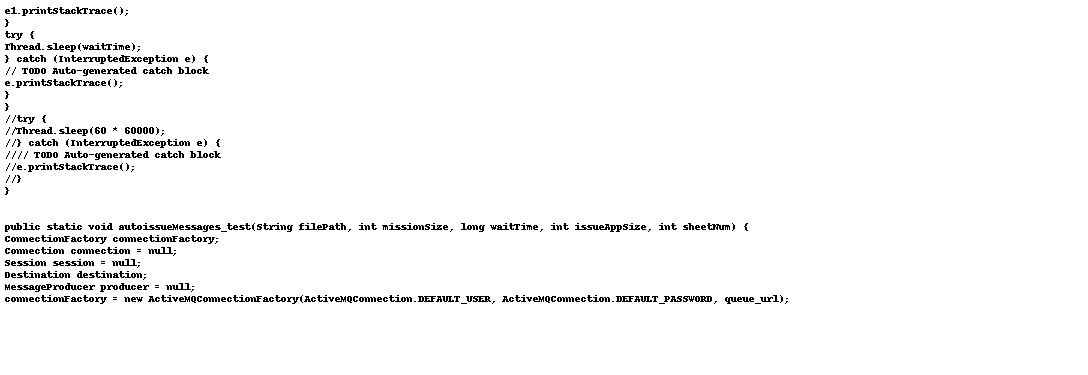 e1.printStackTrace();
}
try {
Thread.sleep(waitTime);
} catch (InterruptedException e) {
// TODO Auto-generated catch block
e.printStackTrace();
}
}
//try {
//Thread.sleep(60 * 60000);
//} catch (InterruptedException e) {
//// TODO Auto-generated catch block
//e.printStackTrace();
//}
}
public static void autoissueMessages_test(String filePath, int missionSize, long waitTime, int issueAppSize, int sheetNum) {
ConnectionFactory connectionFactory;
Connection connection = null;
Session session = null;
Destination destination;
MessageProducer producer = null;
connectionFactory = new ActiveMQConnectionFactory(ActiveMQConnection.DEFAULT_USER, ActiveMQConnection.DEFAULT_PASSWORD, queue_url);